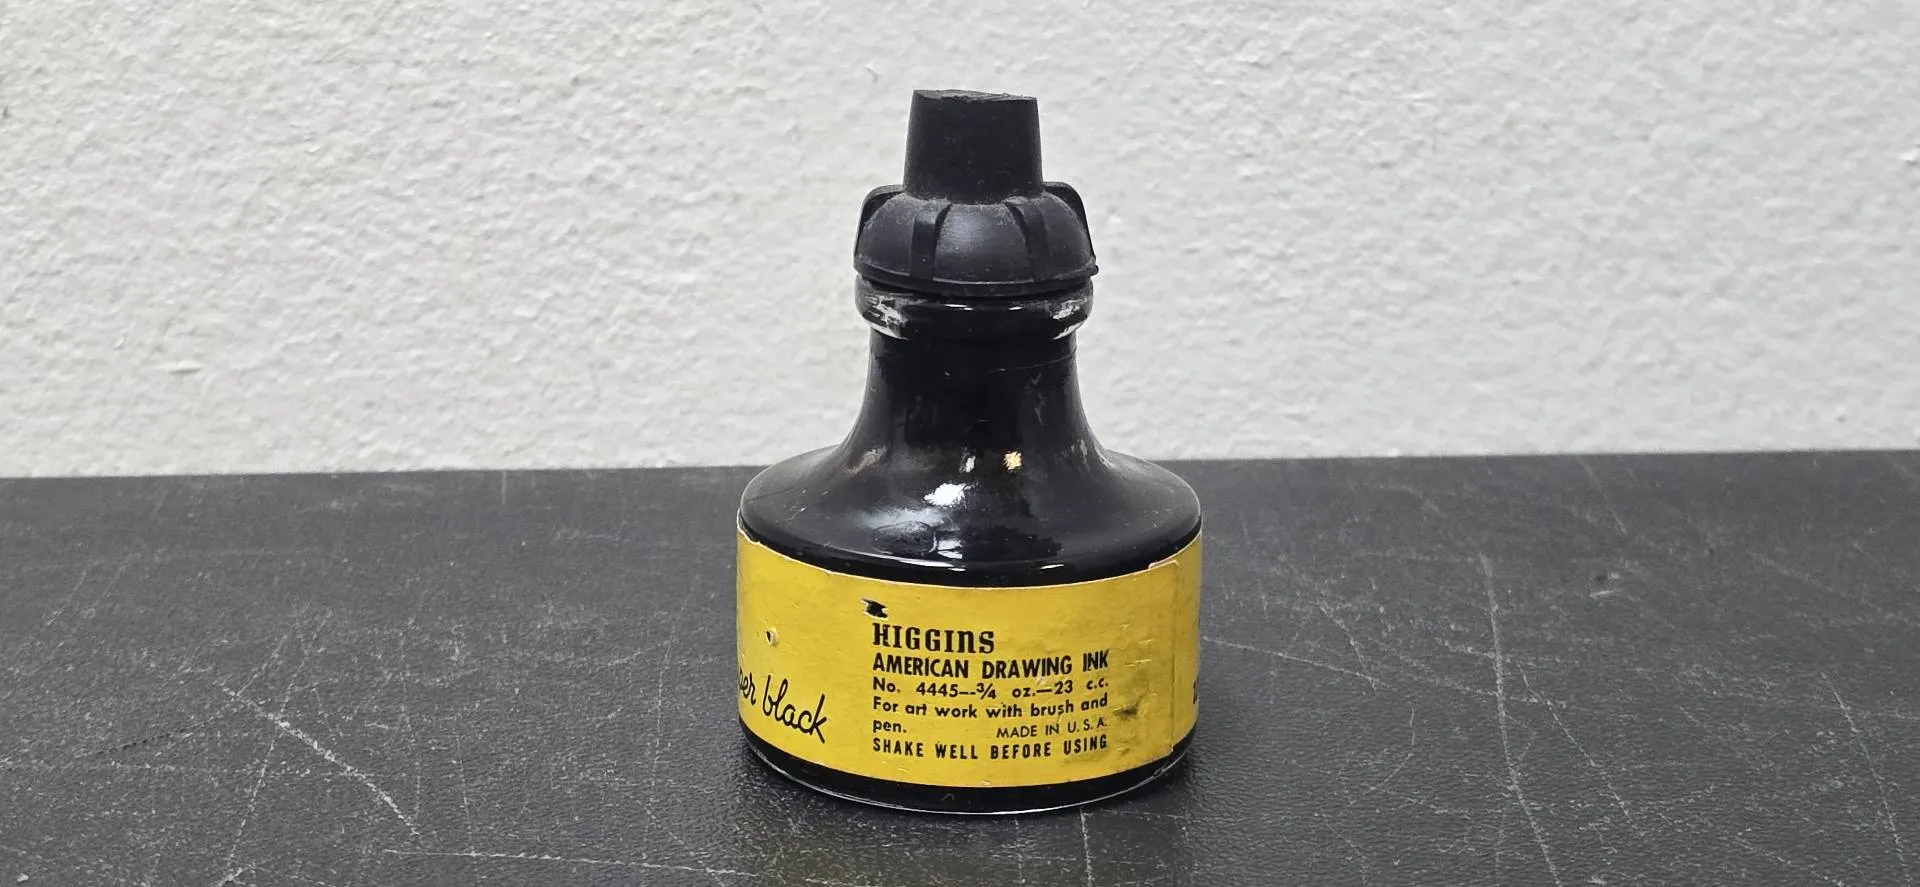 black
HIGGINS
AMERICAN DRAWING INK
No. 4445--¾ oz.—23 c.c.
For art work with brush and
pen. MADE IN U.S.A.
SHAKE WELL BEFORE USING